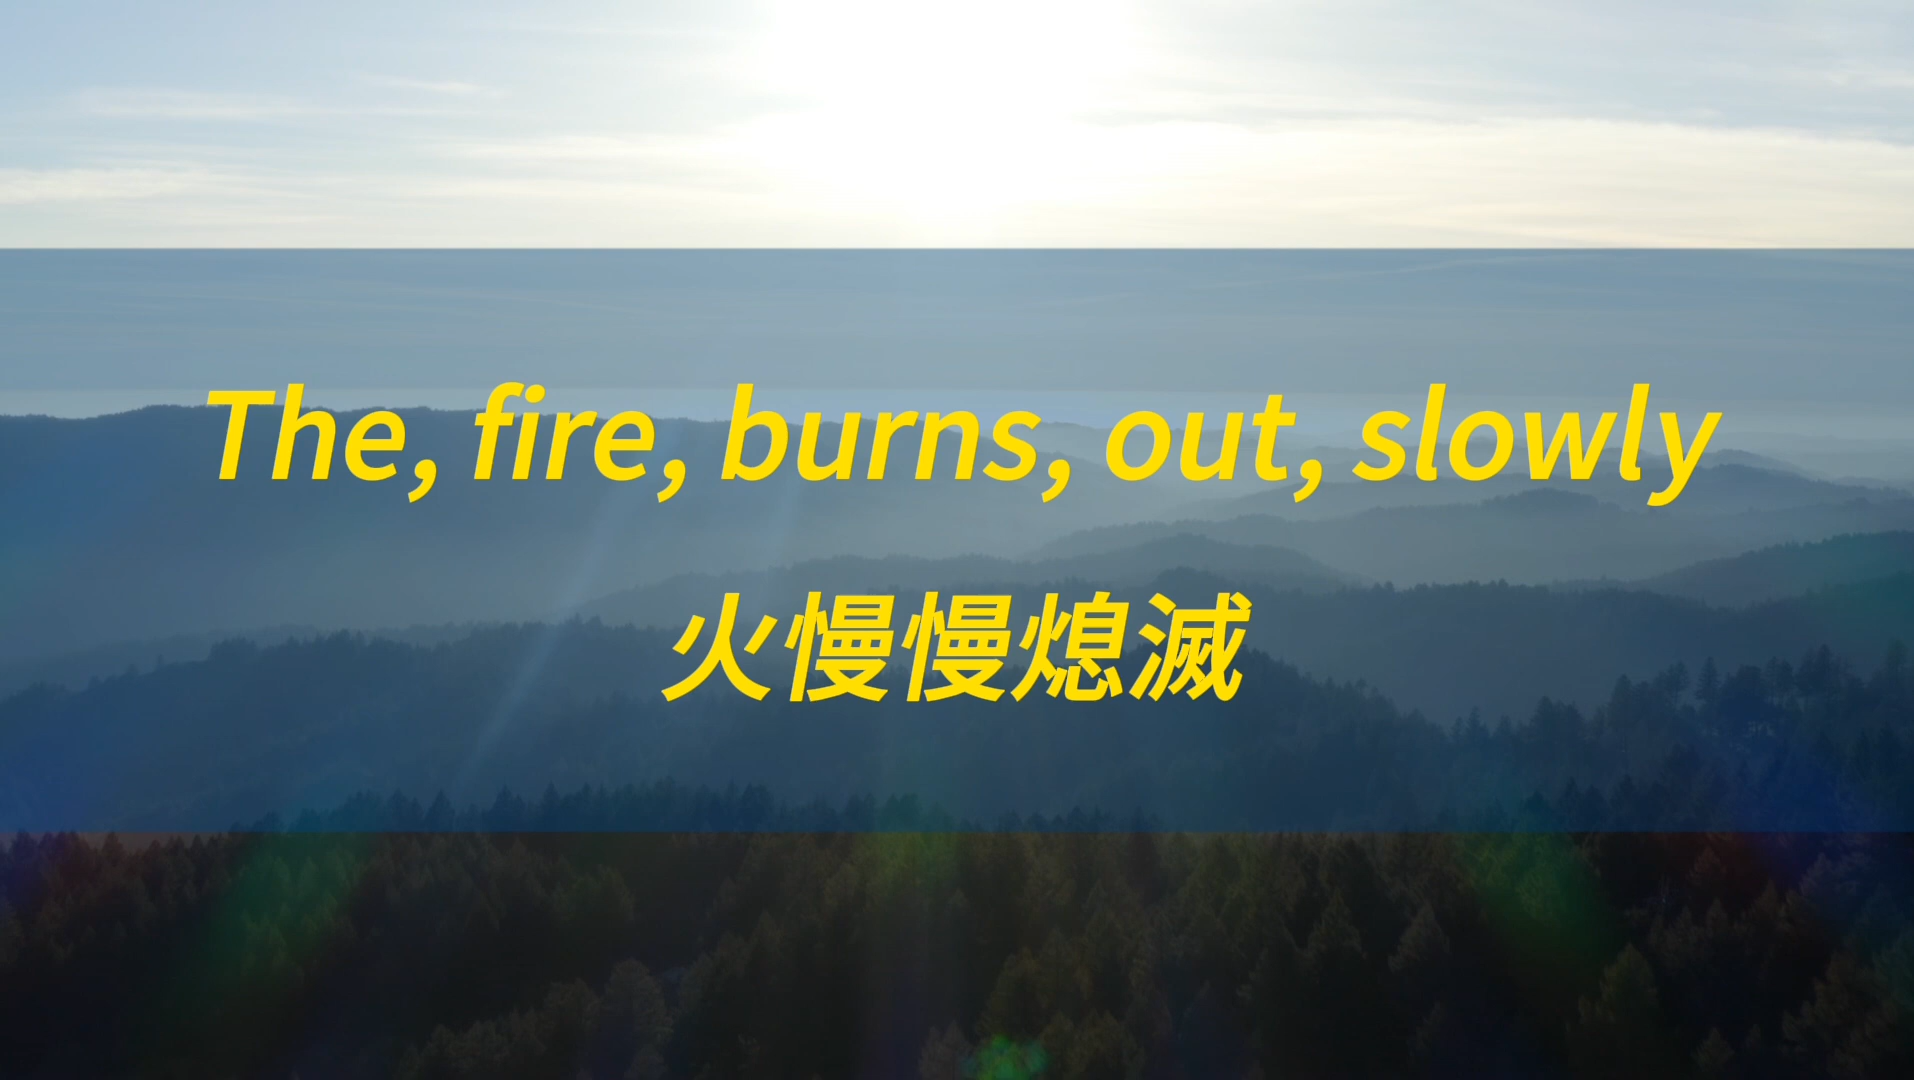 The, fire, burns, out, slowly
火慢慢熄滅